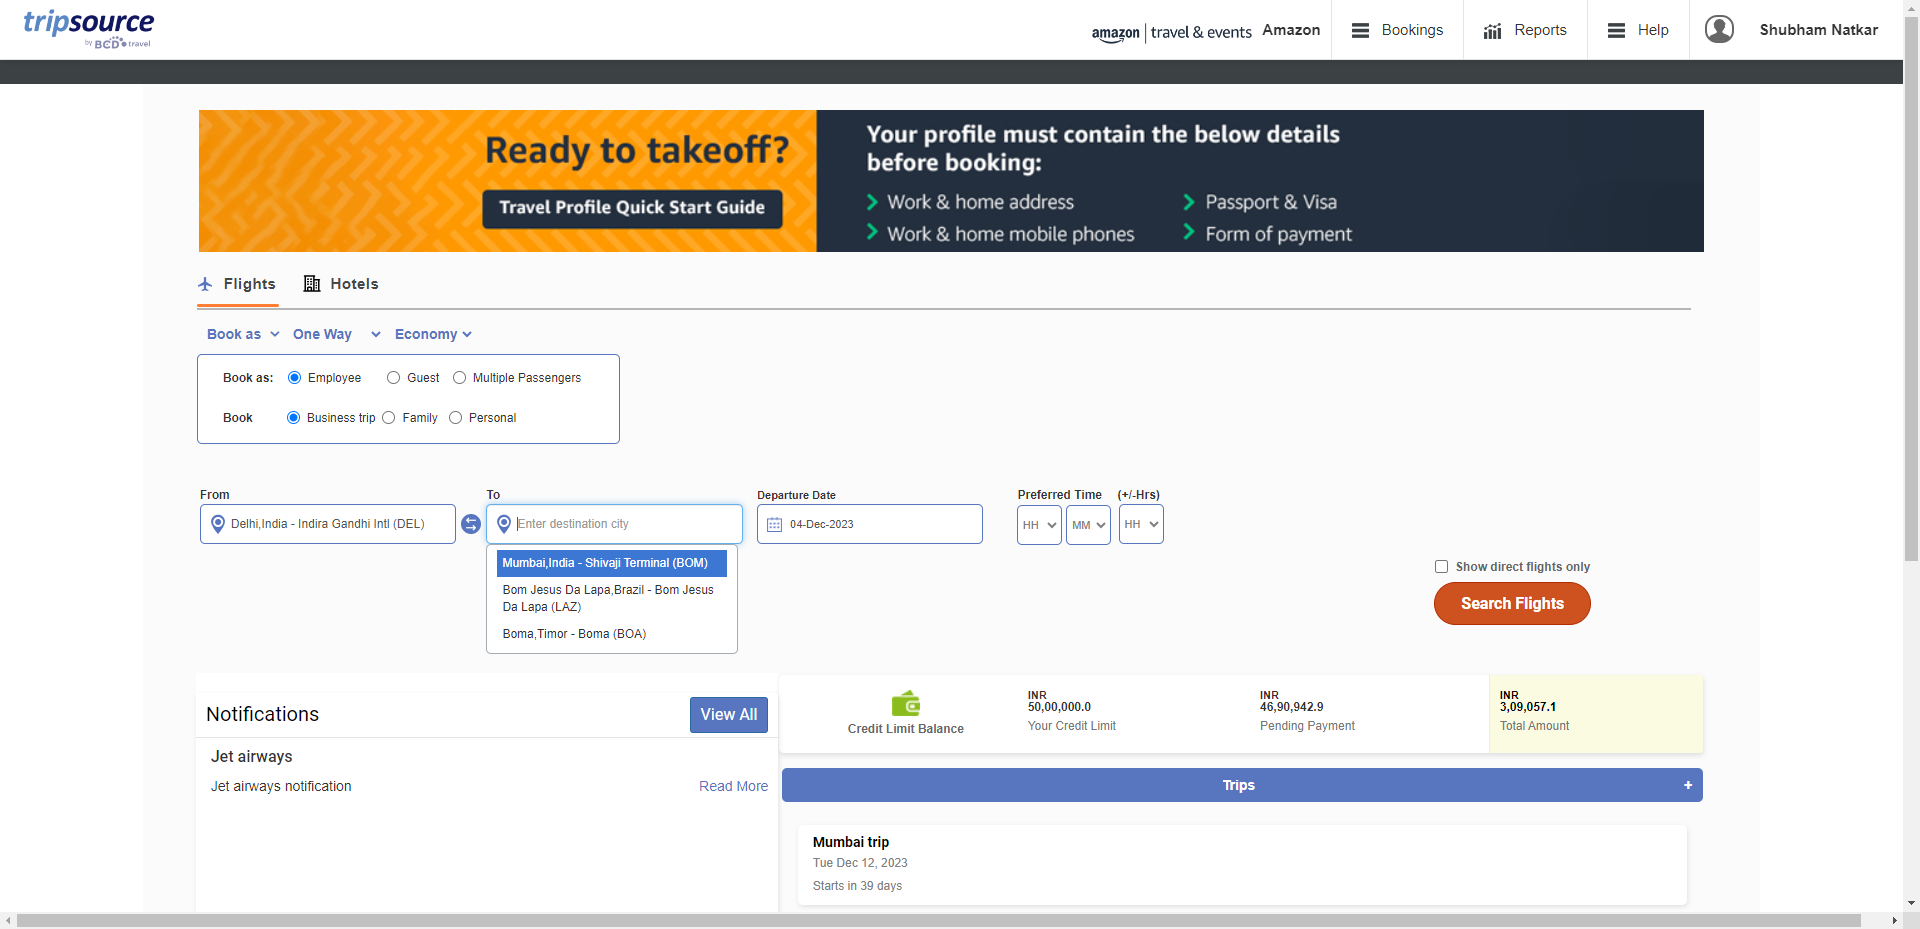 tripsource
by BCD travel
amazon | travel & events Amazon
Bookings
Reports
Help
Shubham Natkar
Ready to takeoff?
Travel Profile Quick Start Guide
Your profile must contain the below details
before booking:
Work & home address
Passport & Visa
Work & home mobile phones
Form of payment
Flights
Hotels
Book as
One Way
Economy
Book as:
Employee
Guest
Multiple Passengers
Book
Business trip
Family
Personal
From
To
Departure Date
Preferred Time
(+/-Hrs)
Delhi,India - Indira Gandhi Intl (DEL)
Enter destination city
04-Dec-2023
HH
MM
HH
Mumbai,India - Shivaji Terminal (BOM)
Bom Jesus Da Lapa,Brazil - Bom Jesus
Da Lapa (LAZ)
Boma,Timor - Boma (BOA)
Show direct flights only
Search Flights
Notifications
View All
Jet airways
Jet airways notification
Read More
Credit Limit Balance
INR
50,00,000.0
Your Credit Limit
INR
46,90,942.9
Pending Payment
INR
3,09,057.1
Total Amount
Trips
+
Mumbai trip
Tue Dec 12, 2023
Starts in 39 days